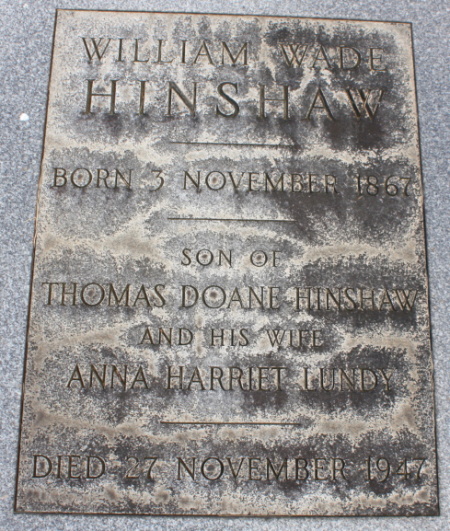 WILLIAM WADE
HINSHAW
BORN 3 NOVEMBER 1867
SON OF
THOMAS DOANE HINSHAW
AND HIS WIFE
ANNA HARRIET LUNDY
DIED 27 NOVEMBER 1947